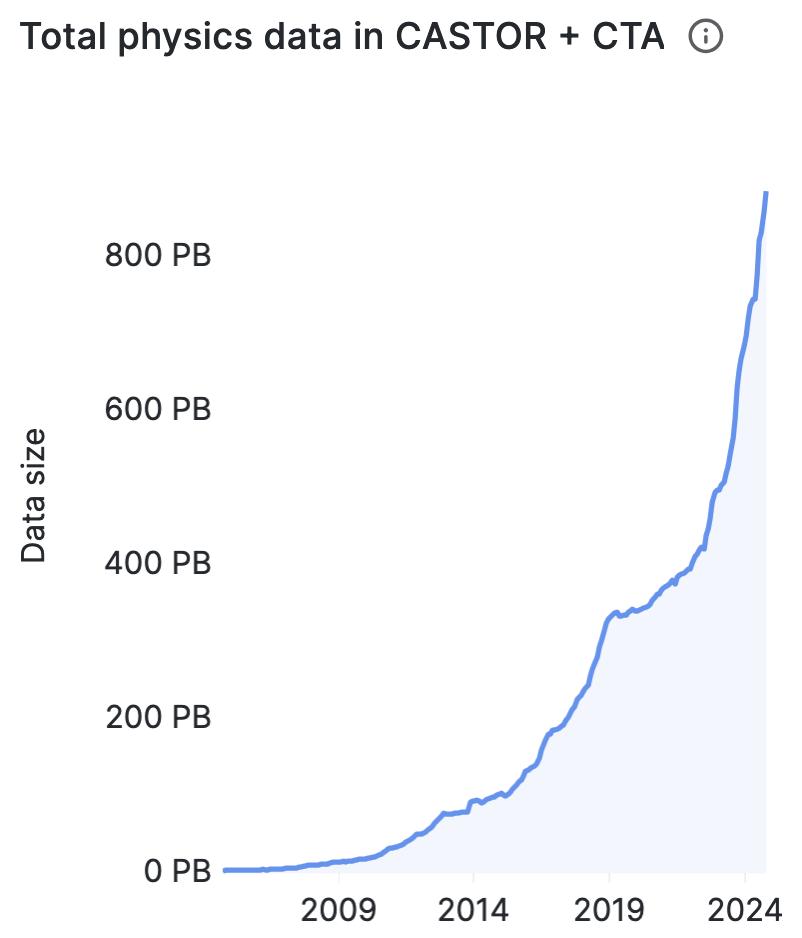 Total physics data in CASTOR + CTA
Data size
800 PB
600 PB
400 PB
200 PB
0 PB
2009 2014 2019 2024